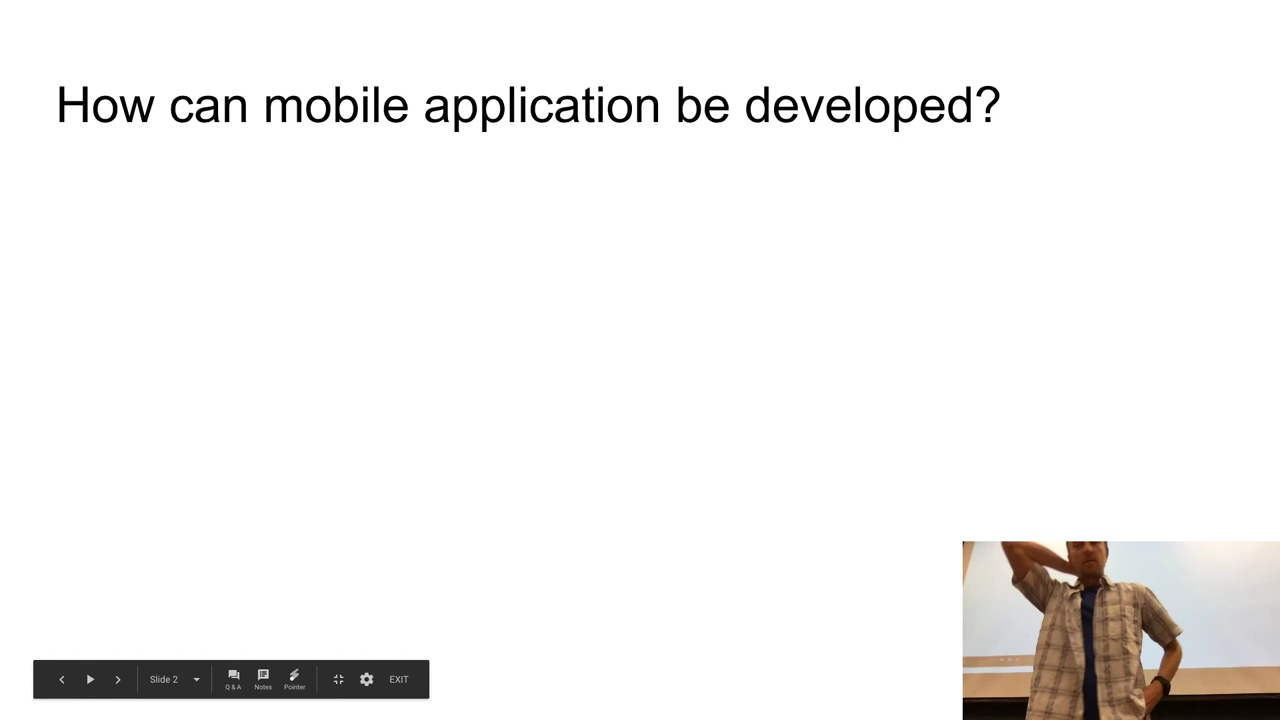 How can mobile application be developed?
Slide 2
Q & A
Notes
Pointer
EXIT